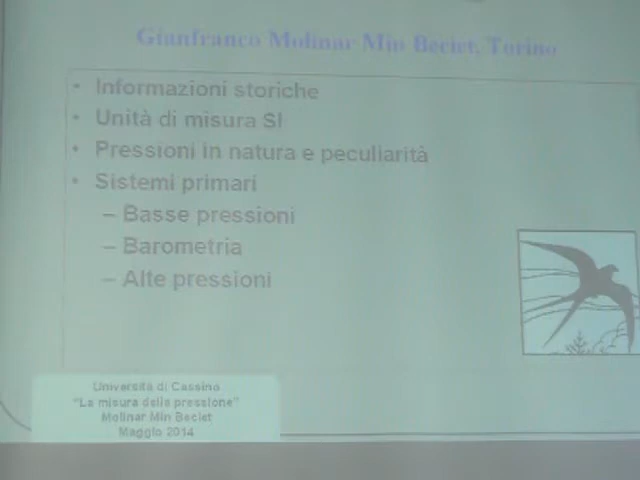 Gianfranco Molinar Min Beciet, Torino
• Informazioni storiche
• Unità di misura SI
• Pressioni in natura e peculiarità
• Sistemi primari
– Basse pressioni
– Barometria
– Alte pressioni
Università di Cassino
"La misura della pressione"
Molinar Min Beciet
Maggio 2014